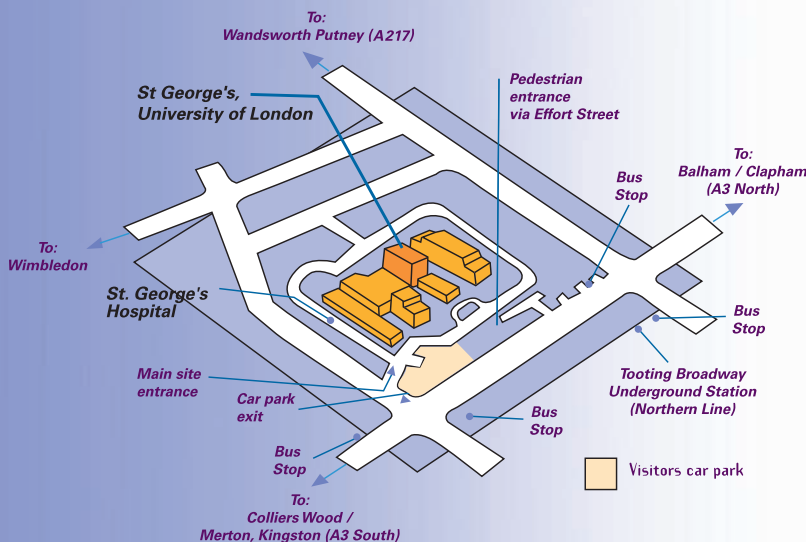 To:
Wandsworth Putney (A217)
St George's,
University of London
Pedestrian
entrance
via Effort Street
To:
Balham / Clapham
(A3 North)
Bus
Stop
To:
Wimbledon
St. George's
Hospital
Bus
Stop
Main site
entrance
Tooting Broadway
Underground Station
(Northern Line)
Car park
exit
Bus
Stop
Bus
Stop
Visitors car park
To:
Colliers Wood /
Merton, Kingston (A3 South)